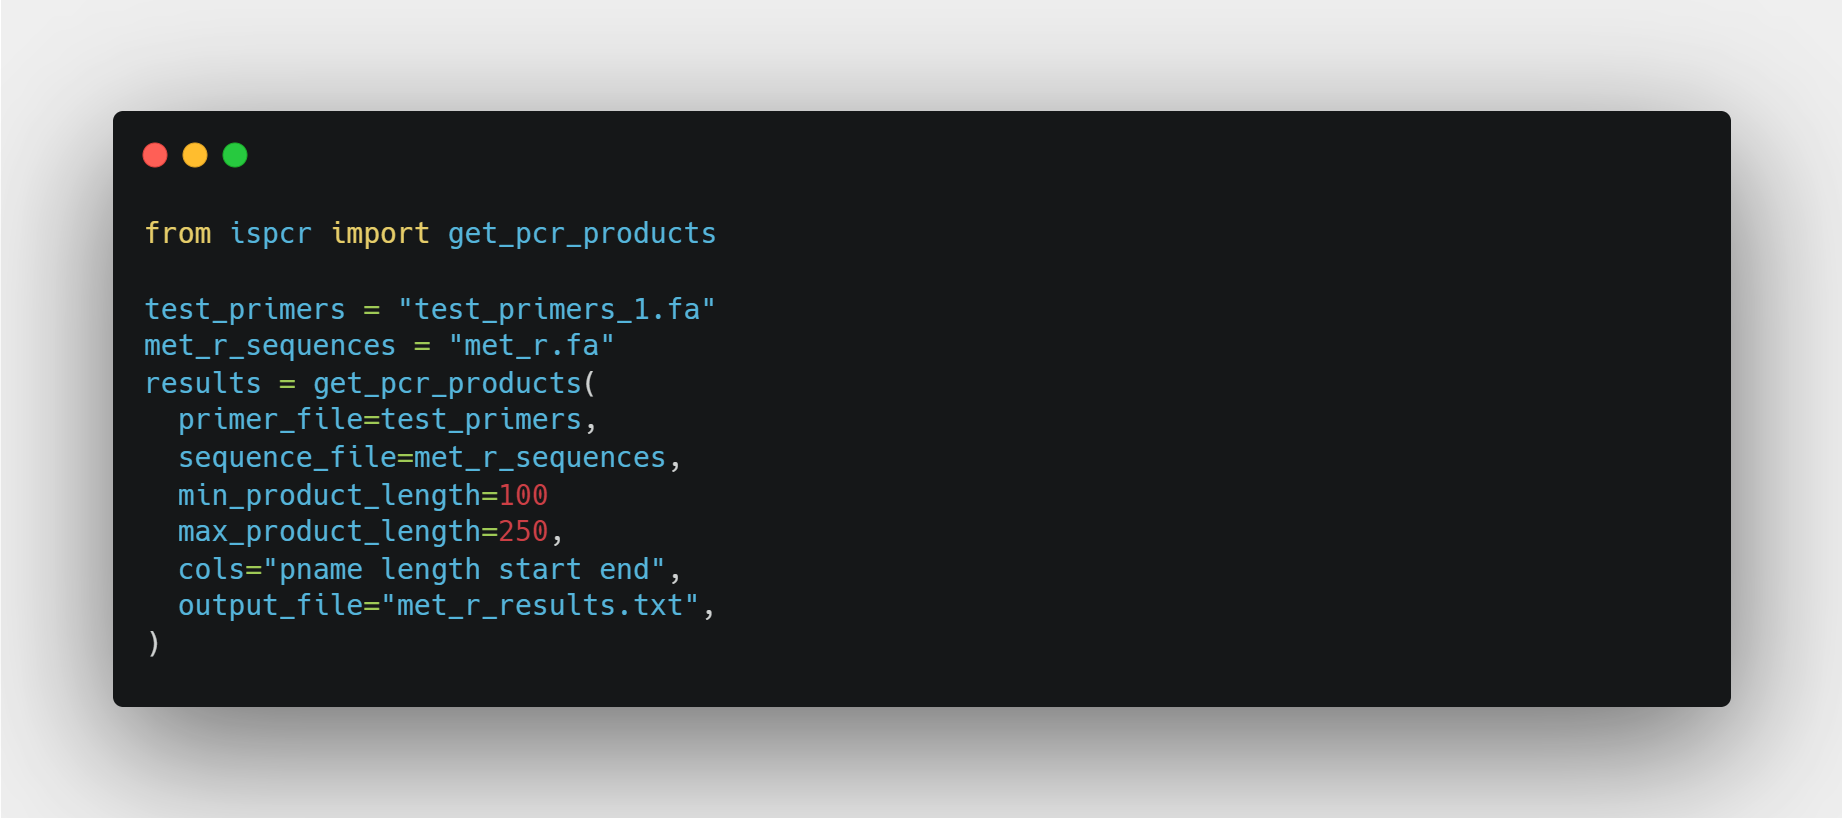 from ispcr import get_pcr_products

test_primers = "test_primers_1.fa"
met_r_sequences = "met_r.fa"
results = get_pcr_products(
  primer_file=test_primers,
  sequence_file=met_r_sequences,
  min_product_length=100
  max_product_length=250,
  cols="pname length start end",
  output_file="met_r_results.txt",
)